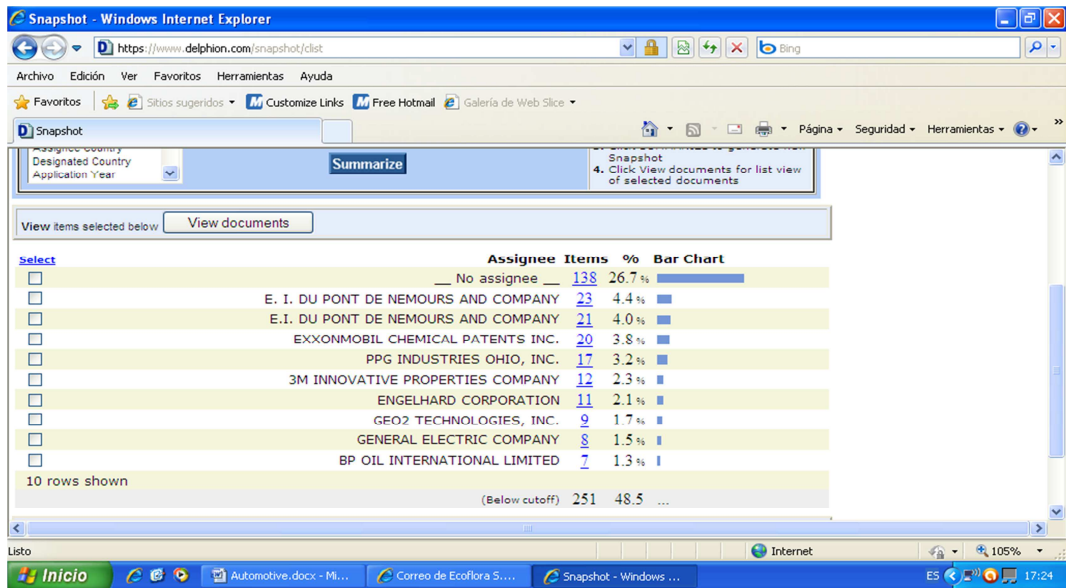 Snapshot - Windows Internet Explorer
https://www.delphion.com/snapshot/clist
Bing
Archivo Edición Ver Favoritos Herramientas Ayuda
Favoritos Sitios sugeridos Customize Links Free Hotmail Galería de Web Slice
Snapshot Página Seguridad Herramientas
Assignee Country
Designated Country
Application Year
Summarize
Snapshot
4. Click View documents for list view
of selected documents
View items selected below View documents
Select Assignee Items % Bar Chart
__ No assignee __ 138 26.7 %
E. I. DU PONT DE NEMOURS AND COMPANY 23 4.4 %
E.I. DU PONT DE NEMOURS AND COMPANY 21 4.0 %
EXXONMOBIL CHEMICAL PATENTS INC. 20 3.8 %
PPG INDUSTRIES OHIO, INC. 17 3.2 %
3M INNOVATIVE PROPERTIES COMPANY 12 2.3 %
ENGELHARD CORPORATION 11 2.1 %
GEO2 TECHNOLOGIES, INC. 9 1.7 %
GENERAL ELECTRIC COMPANY 8 1.5 %
BP OIL INTERNATIONAL LIMITED 7 1.3 %
10 rows shown
(Below cutoff) 251 48.5 ...
Listo Internet 105%
Inicio Automotive.docx - Mi... Correo de Ecoflora S.... Snapshot - Windows ... ES 17:24